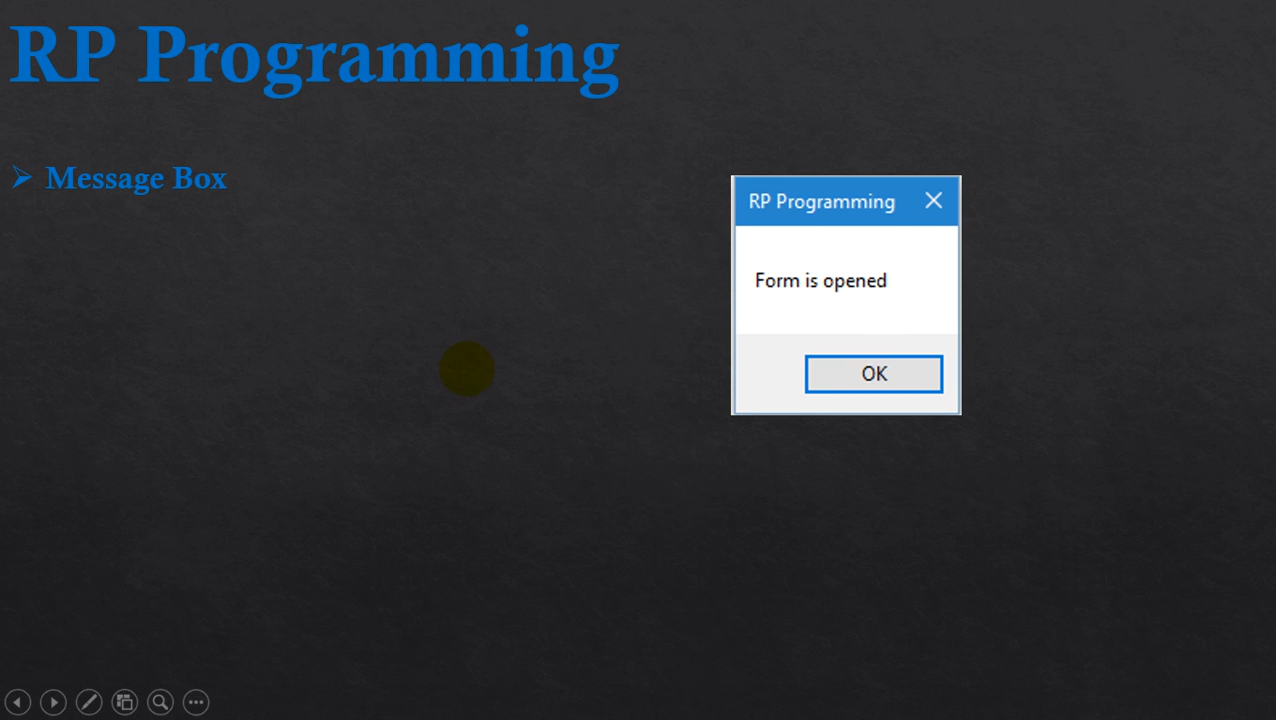 RP Programming
Message Box
RP Programming
Form is opened
OK